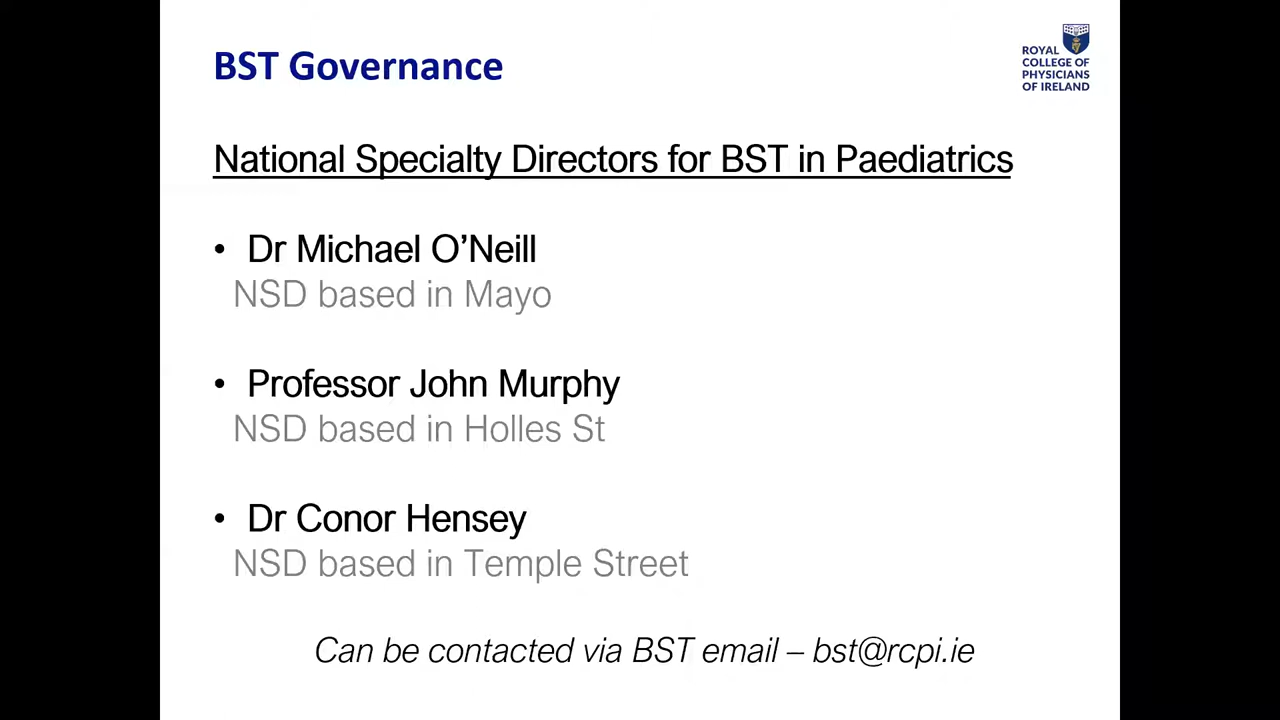 BST Governance
ROYAL
COLLEGE OF
PHYSICIANS
OF IRELAND
National Specialty Directors for BST in Paediatrics
• Dr Michael O’Neill
NSD based in Mayo
• Professor John Murphy
NSD based in Holles St
• Dr Conor Hensey
NSD based in Temple Street
Can be contacted via BST email – bst@rcpi.ie